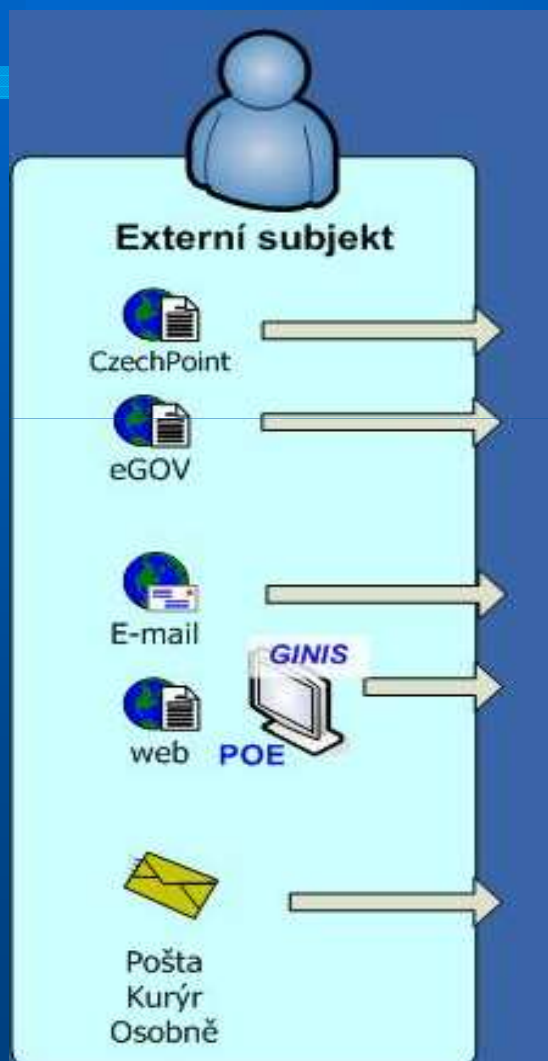 Externí subjekt
CzechPoint
eGOV
E-mail
GINIS
web
POE
Pošta
Kurýr
Osobně